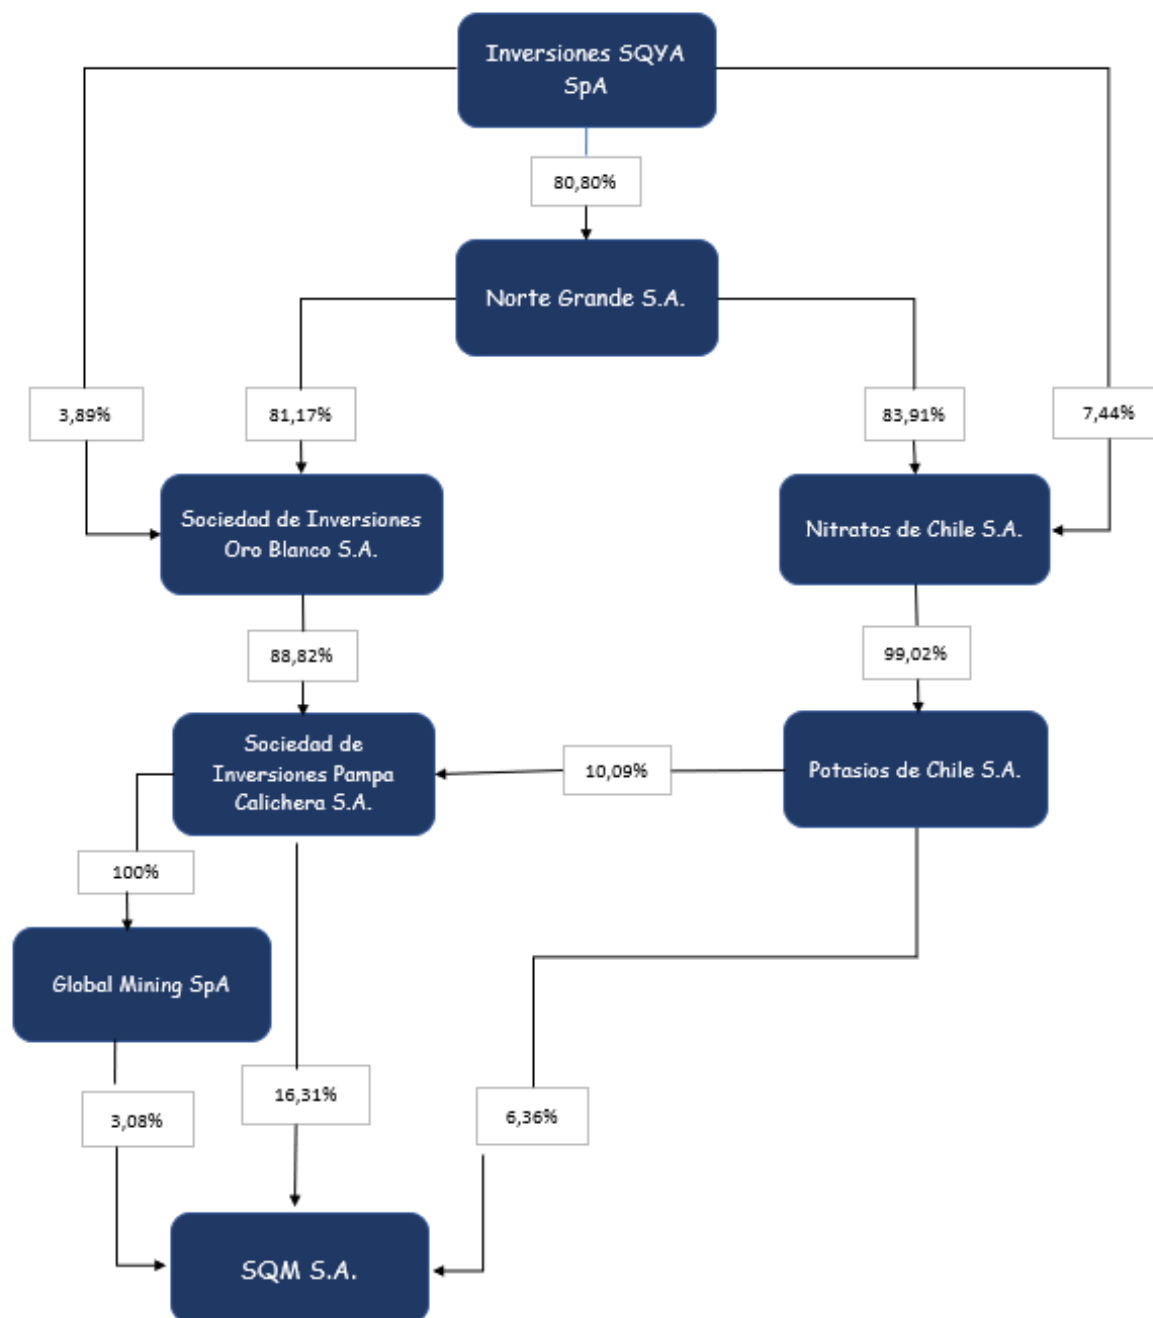 Inversiones SQYA
SpA
80,80%
Norte Grande S.A.
3,89%
81,17%
83,91%
7,44%
Sociedad de Inversiones
Oro Blanco S.A.
Nitratos de Chile S.A.
88,82%
99,02%
Sociedad de
Inversiones Pampa
Calichera S.A.
10,09%
Potasios de Chile S.A.
100%
Global Mining SpA
3,08%
16,31%
6,36%
SQM S.A.